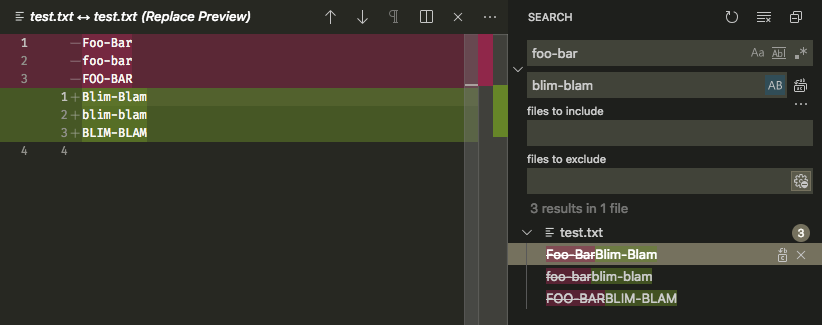 test.txt ↔ test.txt (Replace Preview)
1 —Foo-Bar
2 —foo-bar
3 —FOO-BAR
1+Blim-Blam
2+blim-blam
3+BLIM-BLAM
4 4
SEARCH
foo-bar Aa Abl .*
blim-blam AB
...
files to include
files to exclude
3 results in 1 file
test.txt 3
Foo-BarBlim-Blam
foo-barblim-blam
FOO-BARBLIM-BLAM